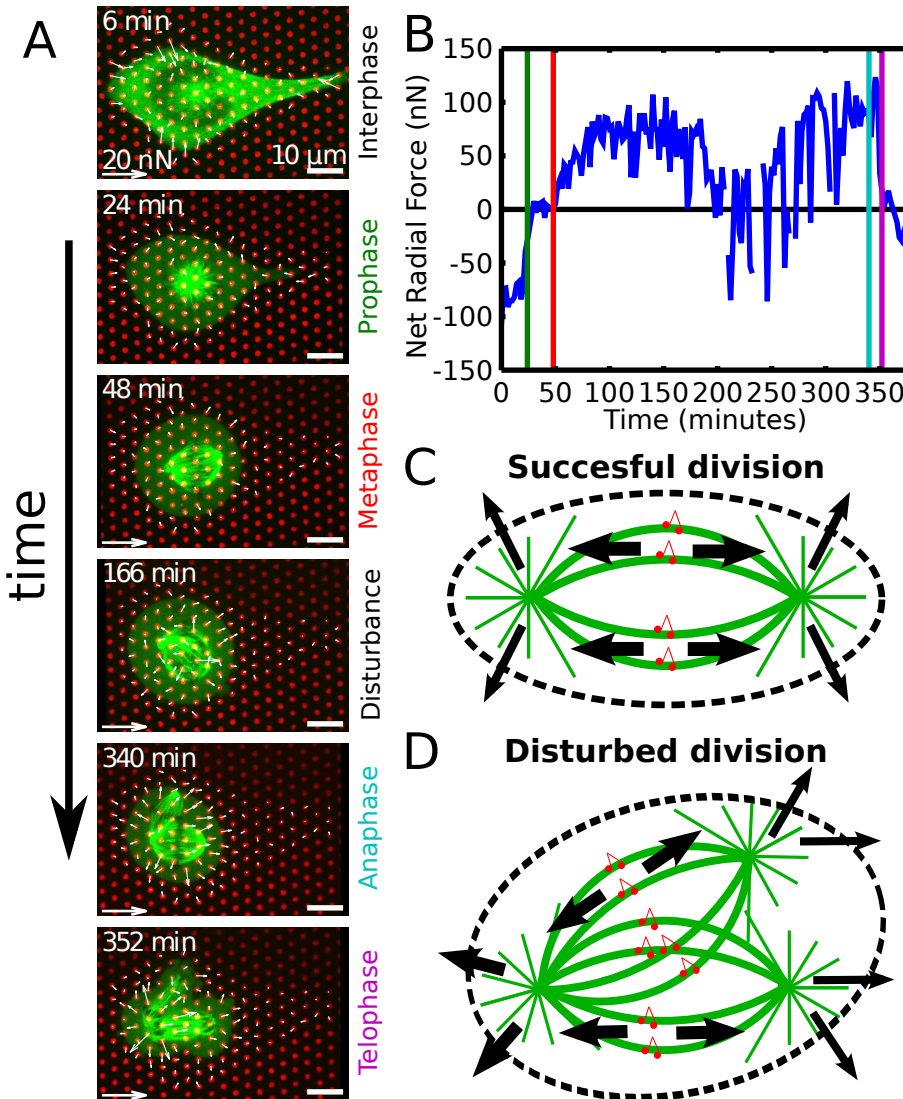 A
6 min
20 nN
10 µm
Interphase
24 min
Prophase
48 min
Metaphase
166 min
Disturbance
340 min
Anaphase
352 min
Telophase
time
B
150
100
50
0
-50
-100
-150
Net Radial Force (nN)
0 50 100 150 200 250 300 350
Time (minutes)
C
Succesful division
D
Disturbed division